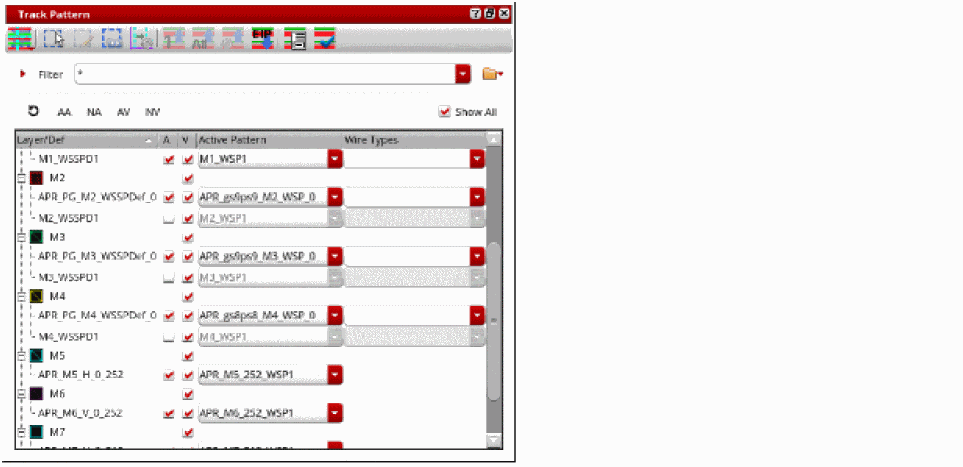 Track Pattern
EIP
Filter *
AA NA AV NV Show All
Layer/Def A V Active Pattern Wire Types
M1_WSSPD1 M1_WSP1
M2
APR_PG_M2_WSSPDef_0 APR_gs9ps9_M2_WSP_0
M2_WSSPD1 M2_WSP1
M3
APR_PG_M3_WSSPDef_0 APR_gs9ps9_M3_WSP_0
M3_WSSPD1 M3_WSP1
M4
APR_PG_M4_WSSPDef_0 APR_gs8ps8_M4_WSP_0
M4_WSSPD1 M4_WSP1
M5
APR_M5_H_0_252 APR_M5_252_WSP1
M6
APR_M6_V_0_252 APR_M6_252_WSP1
M7